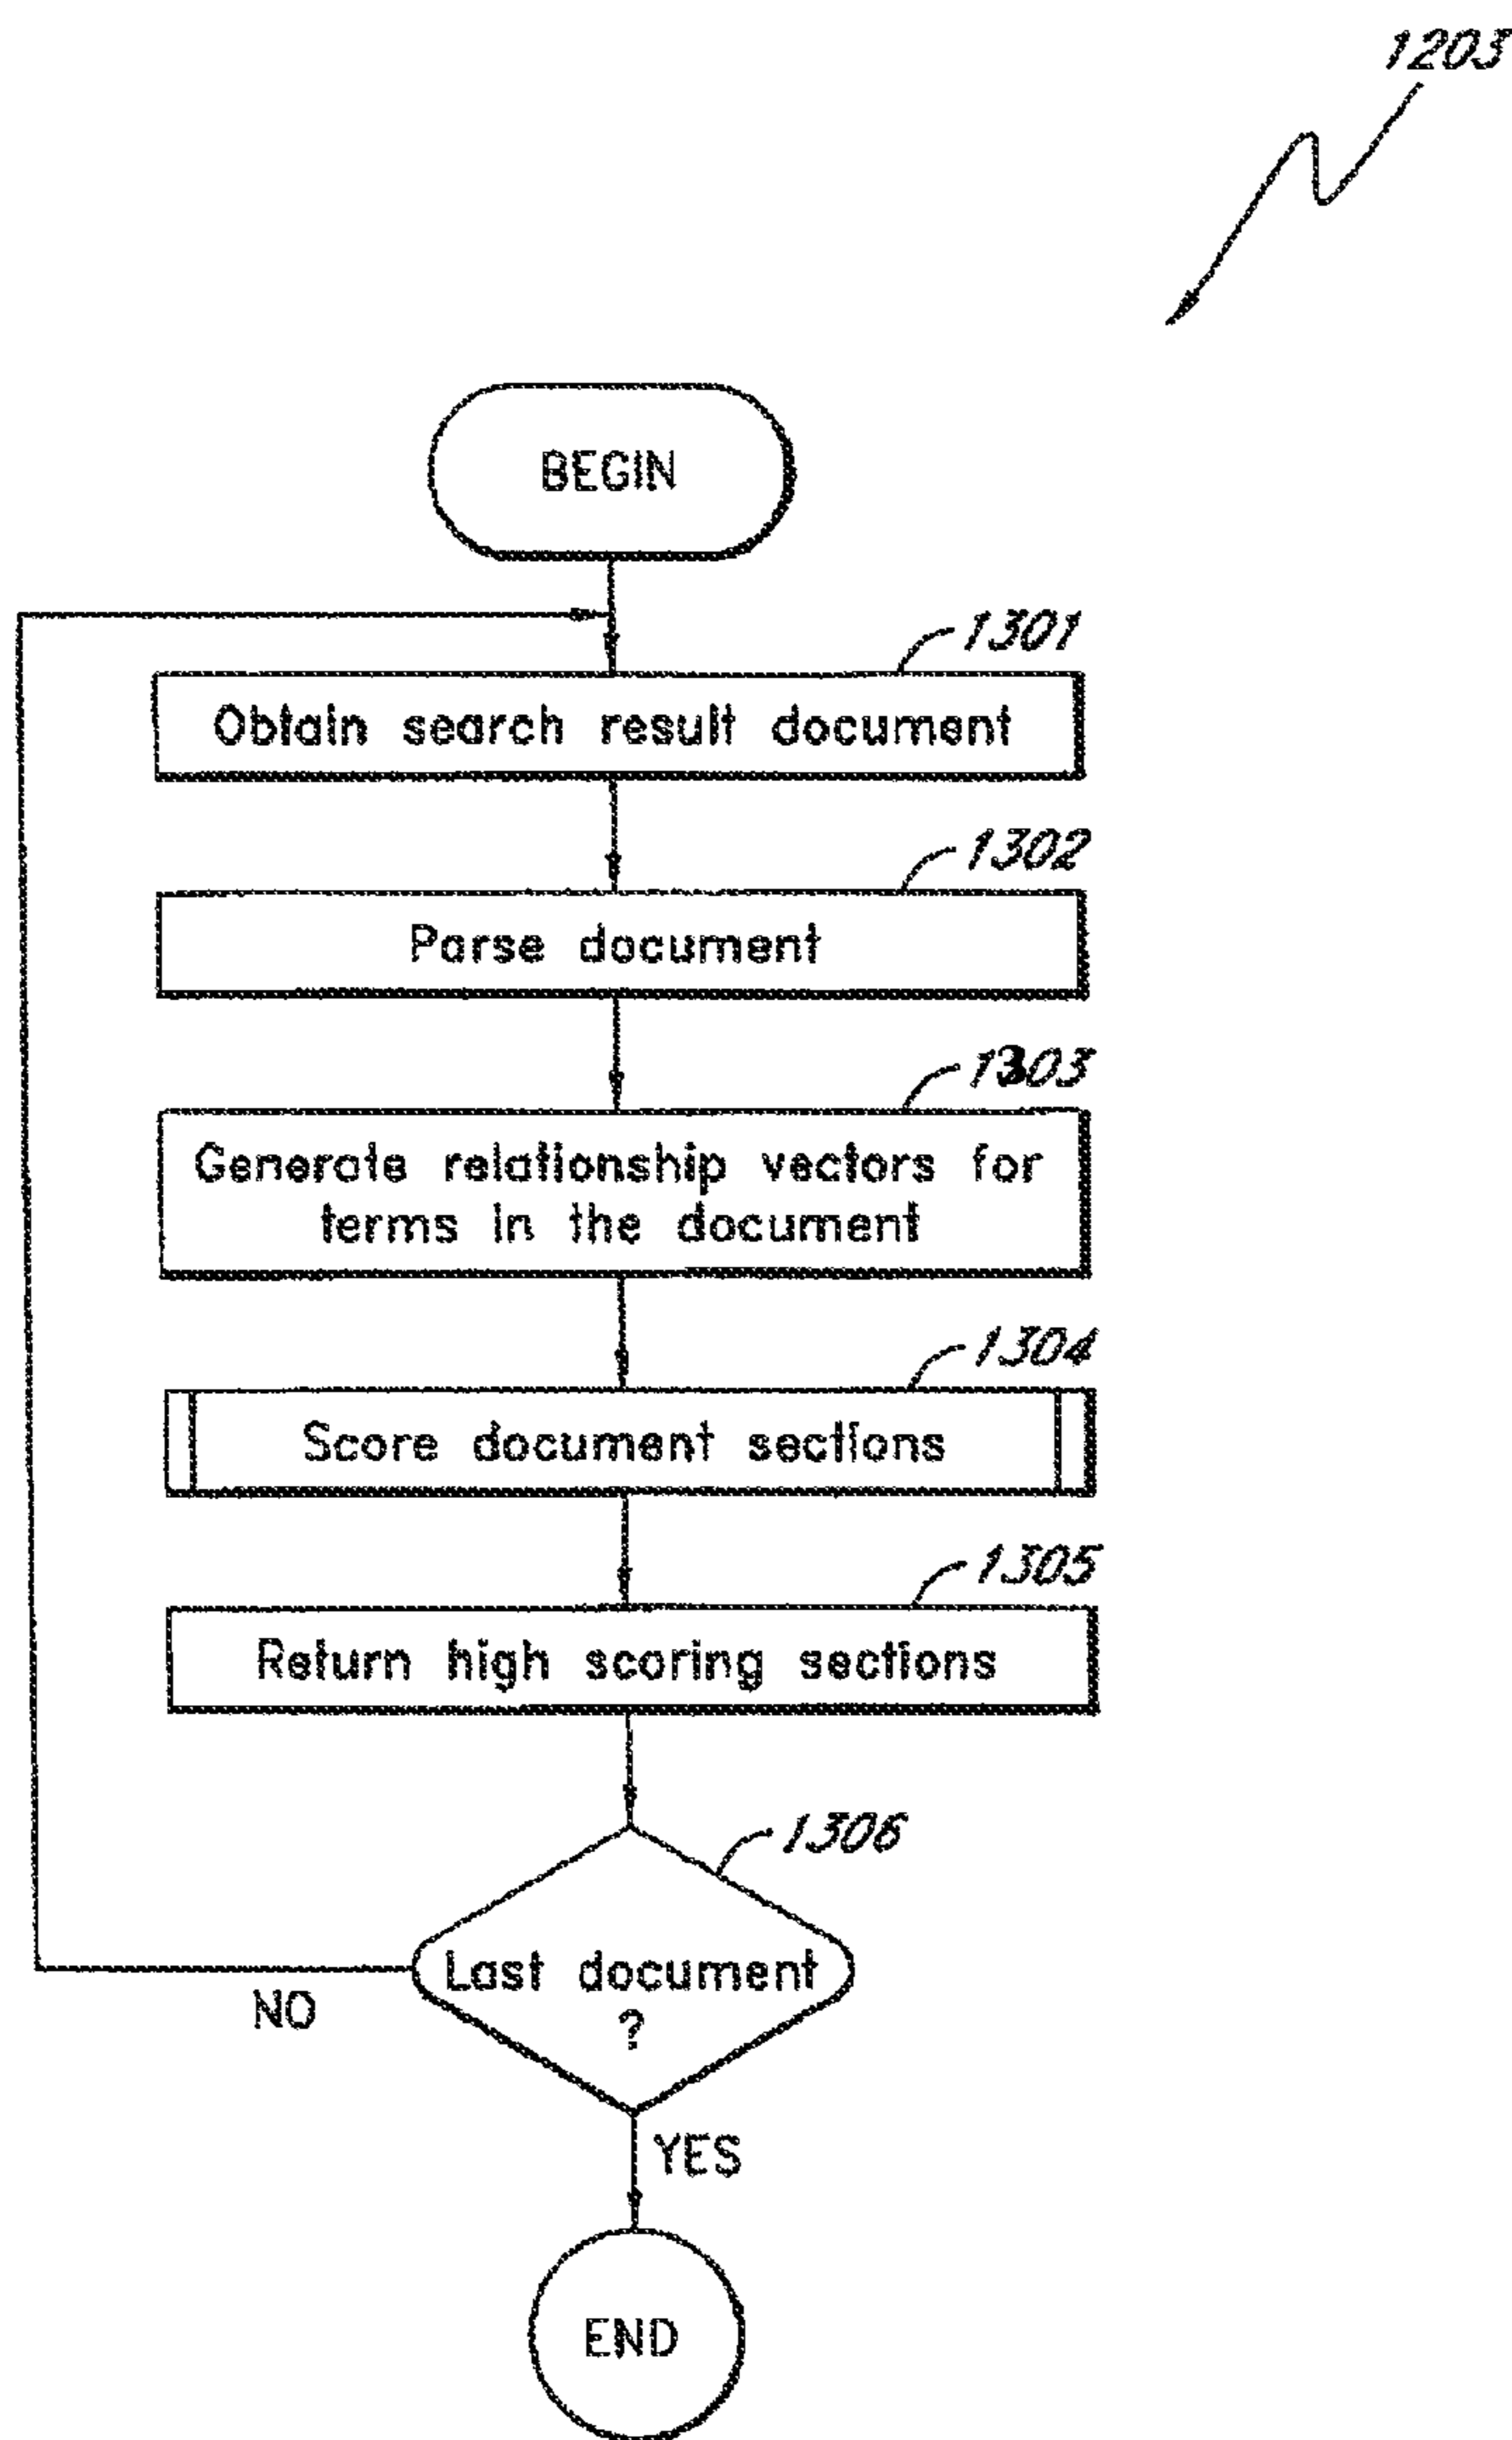 1203
BEGIN
1301
Obtain search result document
1302
Parse document
1303
Generate relationship vectors for
terms in the document
1304
Score document sections
1305
Return high scoring sections
1306
Last document
?
NO
YES
END